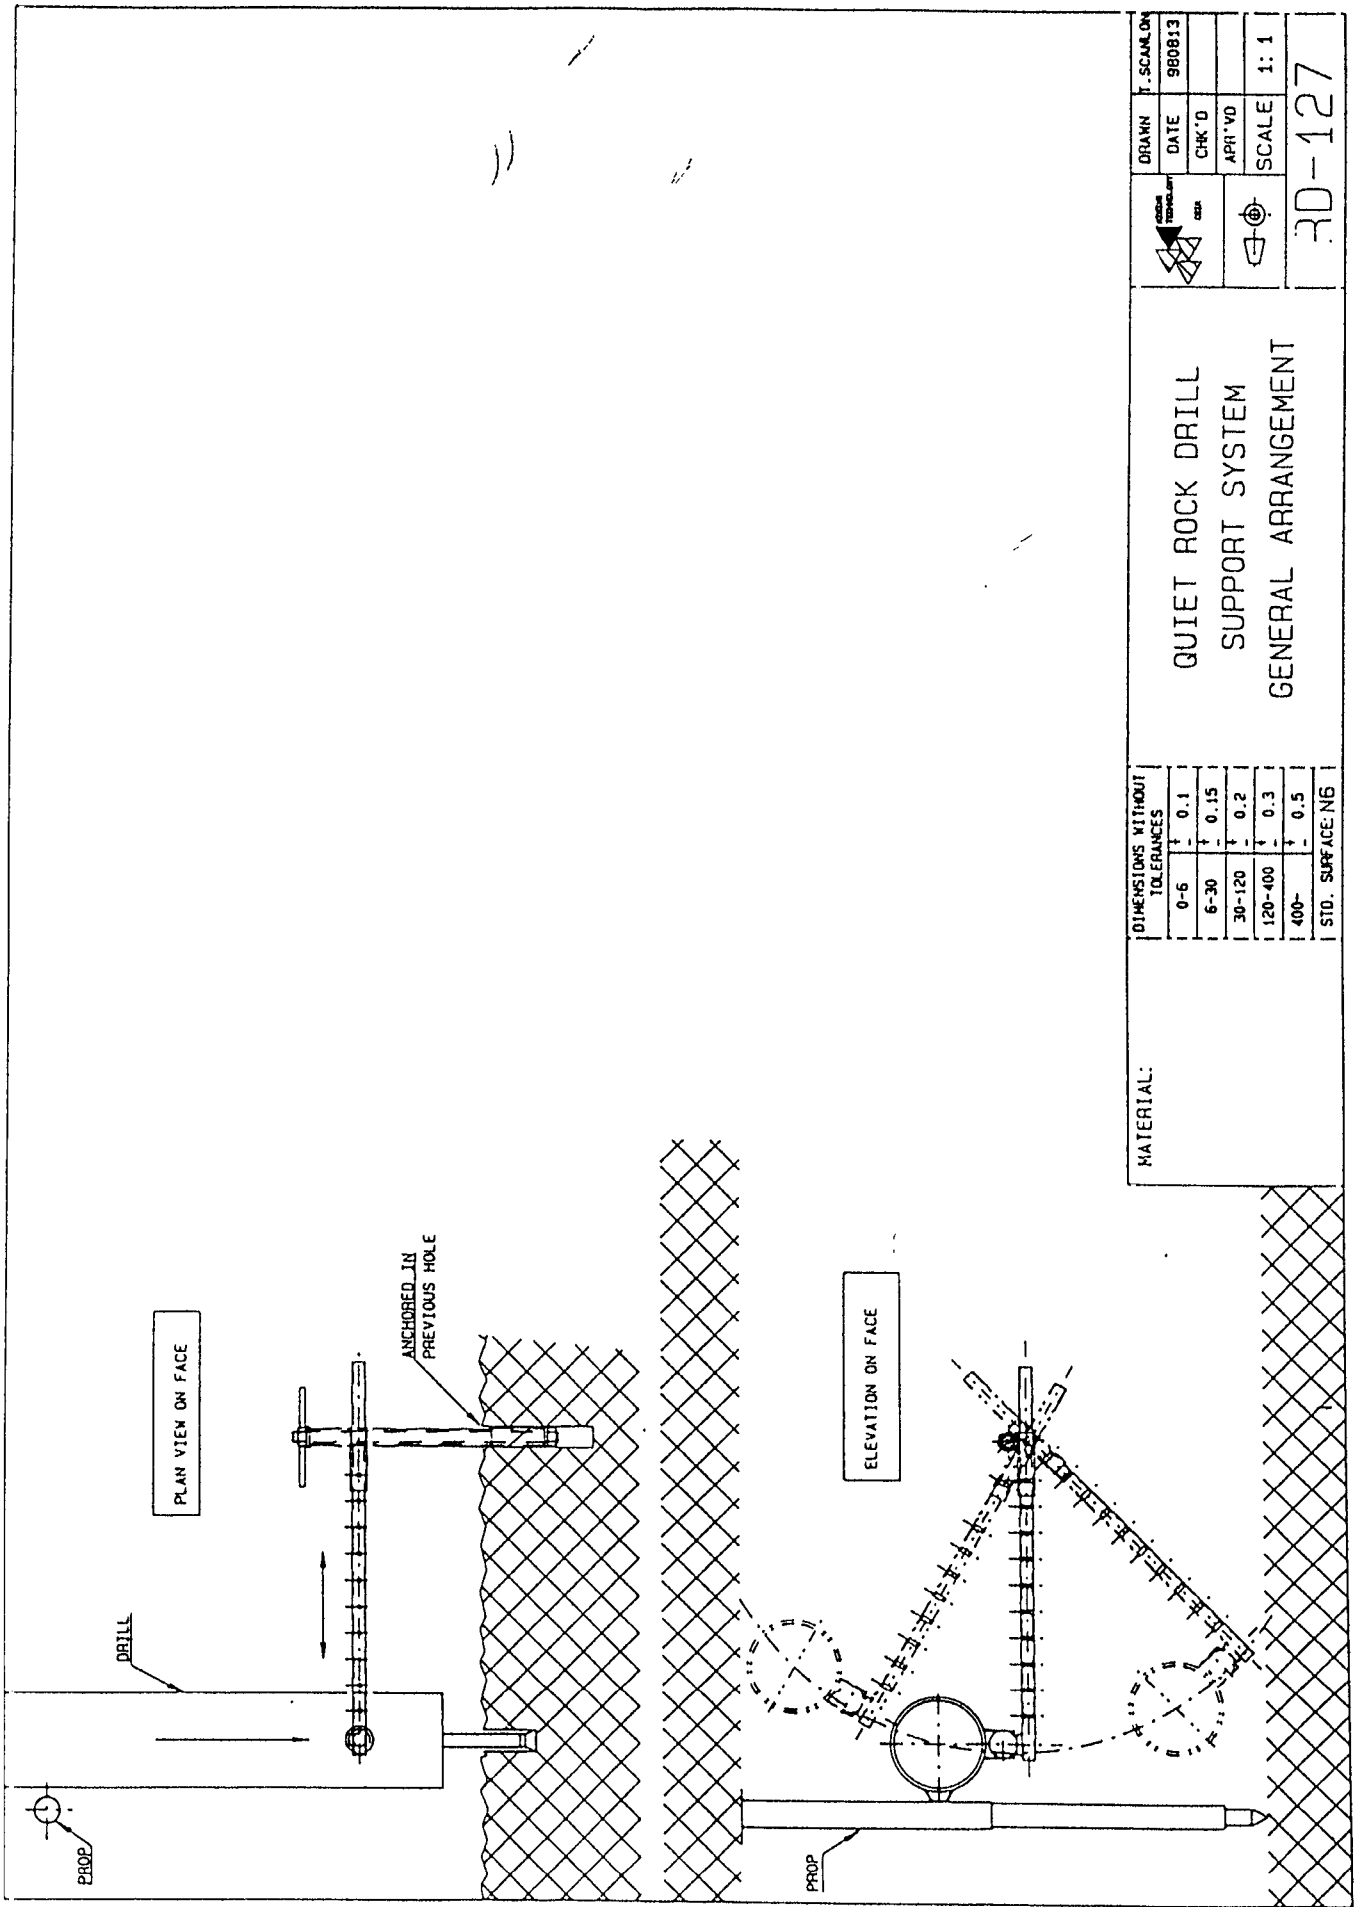 PLAN VIEW ON FACE
DRILL
PROP
ANCHORED IN
PREVIOUS HOLE
ELEVATION ON FACE
PROP
MATERIAL:
DIMENSIONS WITHOUT
TOLERANCES
0-6 +- 0.1
6-30 +- 0.15
30-120 +- 0.2
120-400 +- 0.3
400- +- 0.5
STD. SURFACE: N6
QUIET ROCK DRILL
SUPPORT SYSTEM
GENERAL ARRANGEMENT
DRAWN T.SCANLON
DATE 980813
CHK'D
APR'VD
SCALE 1:1
RD-127